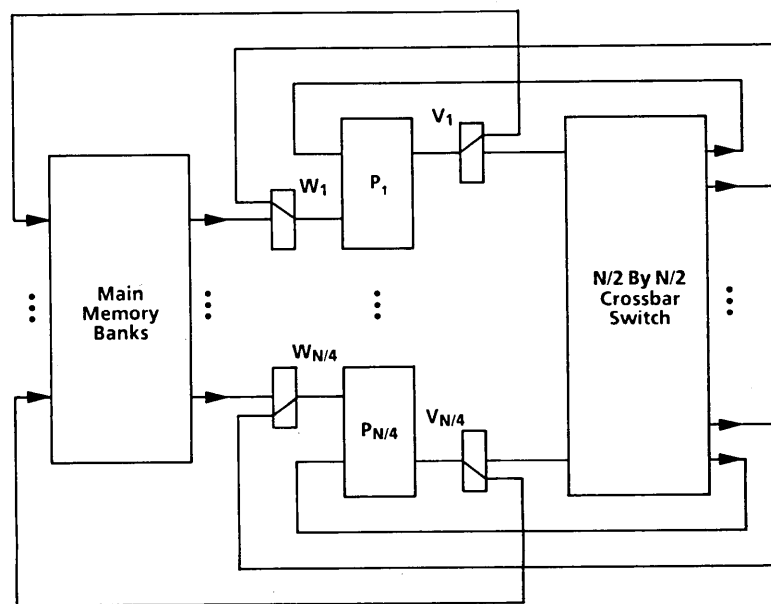 V1
W1
P1
Main
Memory
Banks
N/2 By N/2
Crossbar
Switch
WN/4
PN/4
VN/4